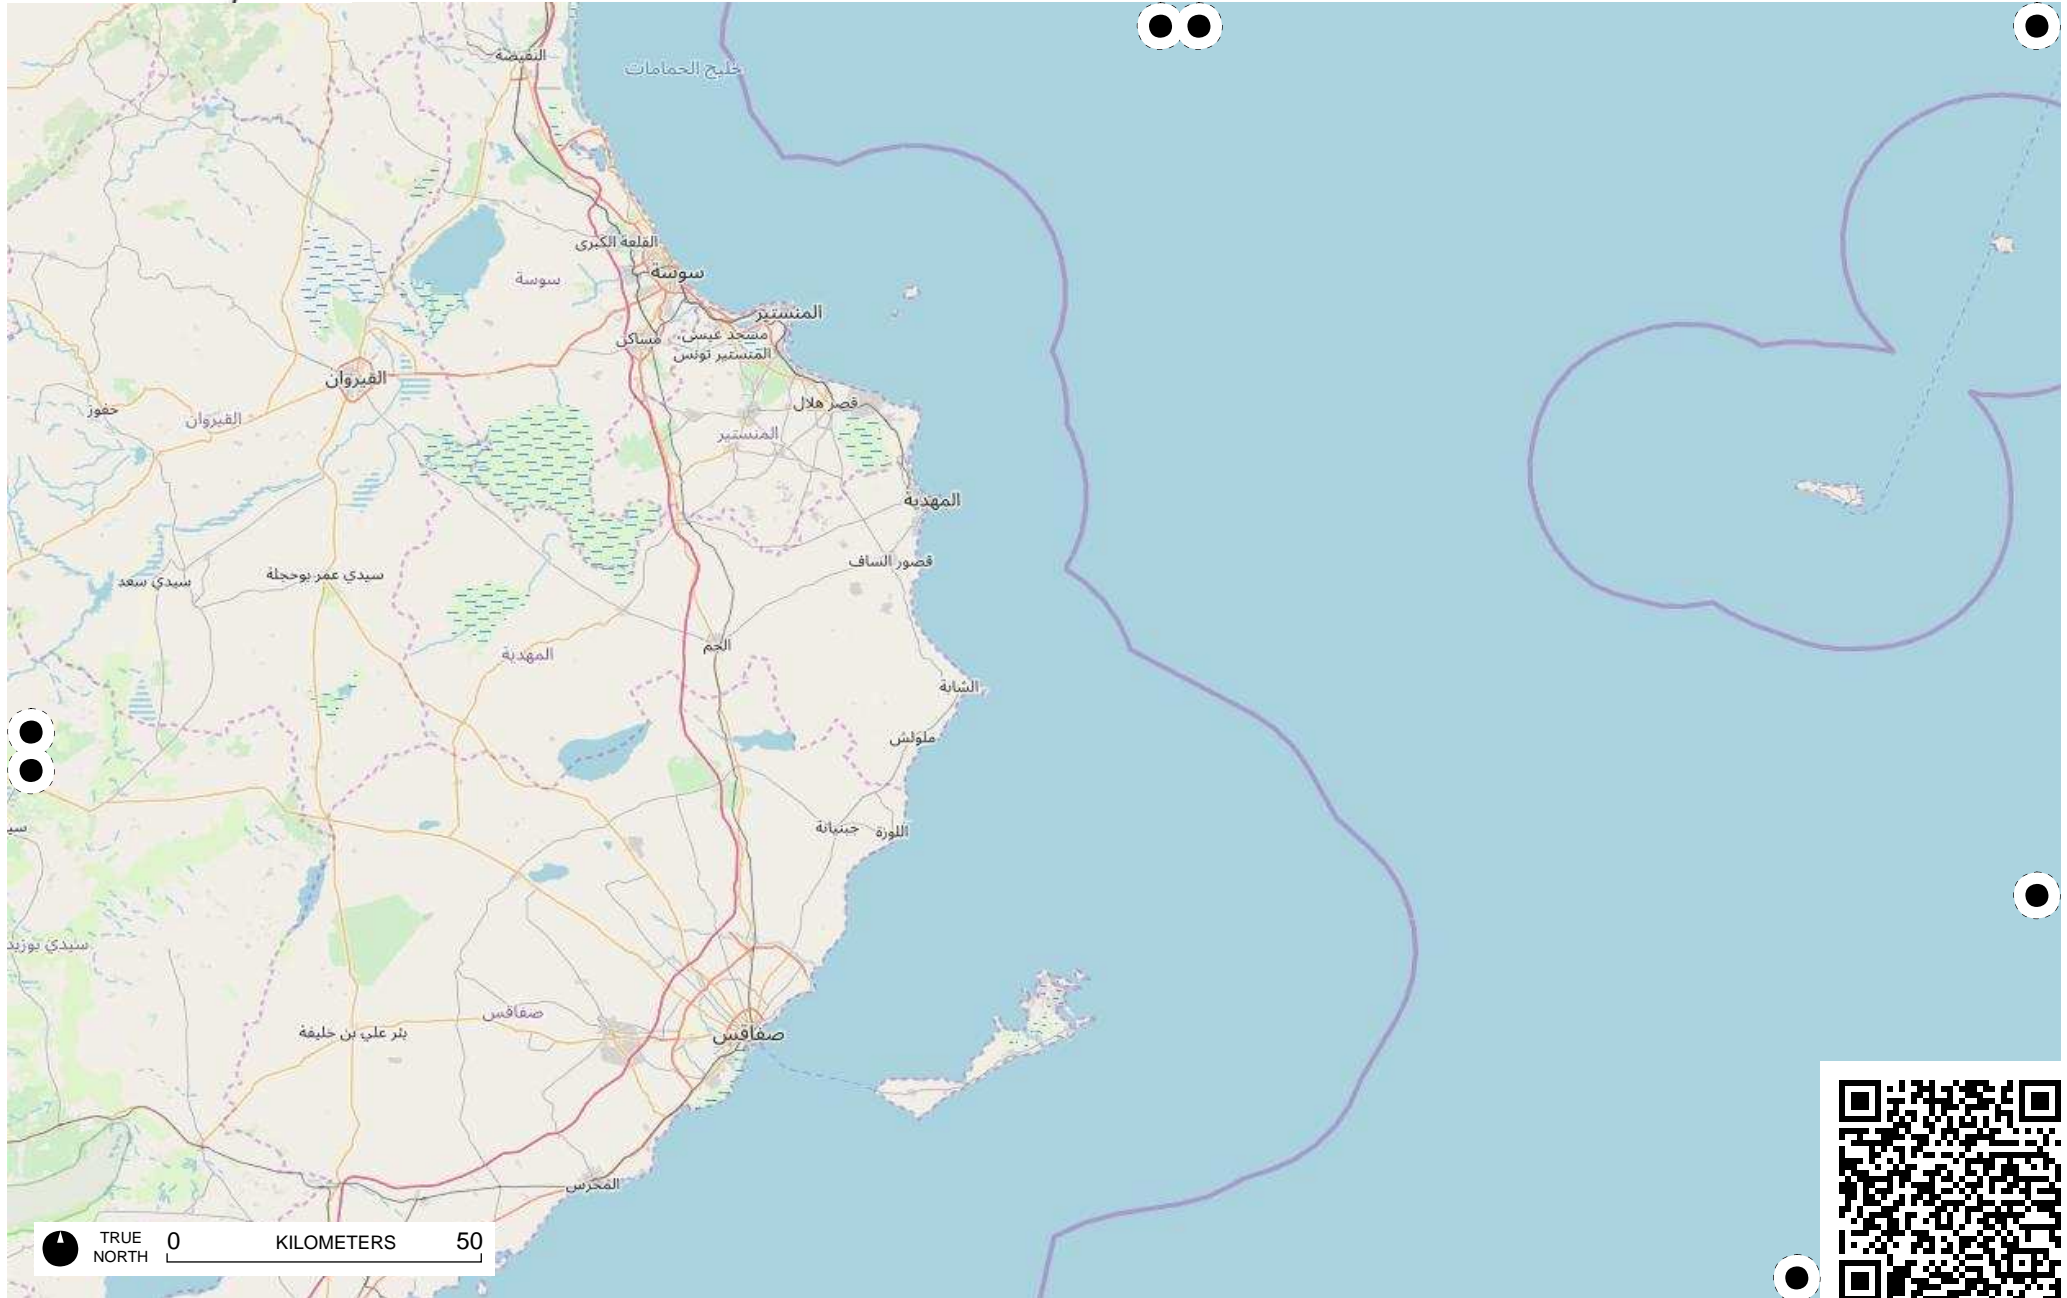 النفيضة
خليج الحمامات
القلعة الكبرى
سوسة
سوسة
المنستير
مساكن
مسجد عيسى،
المنستير تونس
القيروان
حفوز
القيروان
قصر هلال
المنستير
المهدية
قصور الساف
سيدي سعد
سيدي عمر بوحجلة
الجم
المهدية
الشابة
ملولش
جبنيانة
اللوزة
سيدي بوزيد
صفاقس
بئر علي بن خليفة
صفاقس
المحرس
TRUE
NORTH
0 KILOMETERS 50